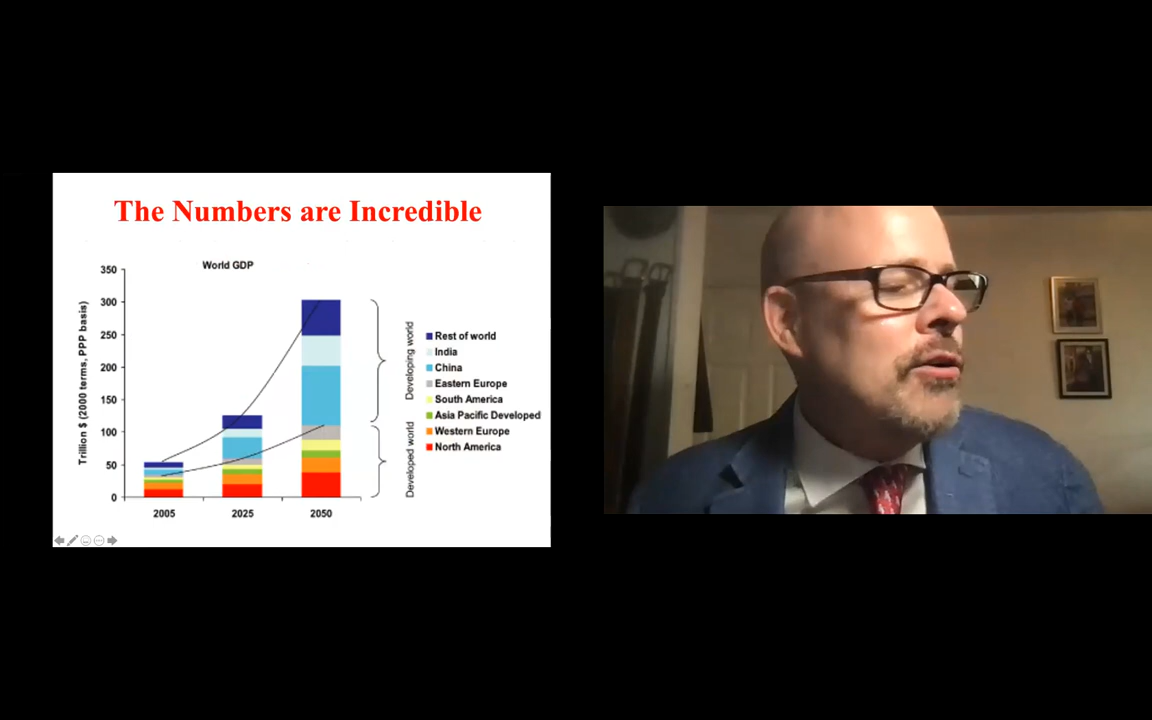 The Numbers are Incredible
World GDP
Trillion $ (2000 terms, PPP basis)
350
300
250
200
150
100
50
0
2005
2025
2050
Developing world
Developed world
Rest of world
India
China
Eastern Europe
South America
Asia Pacific Developed
Western Europe
North America